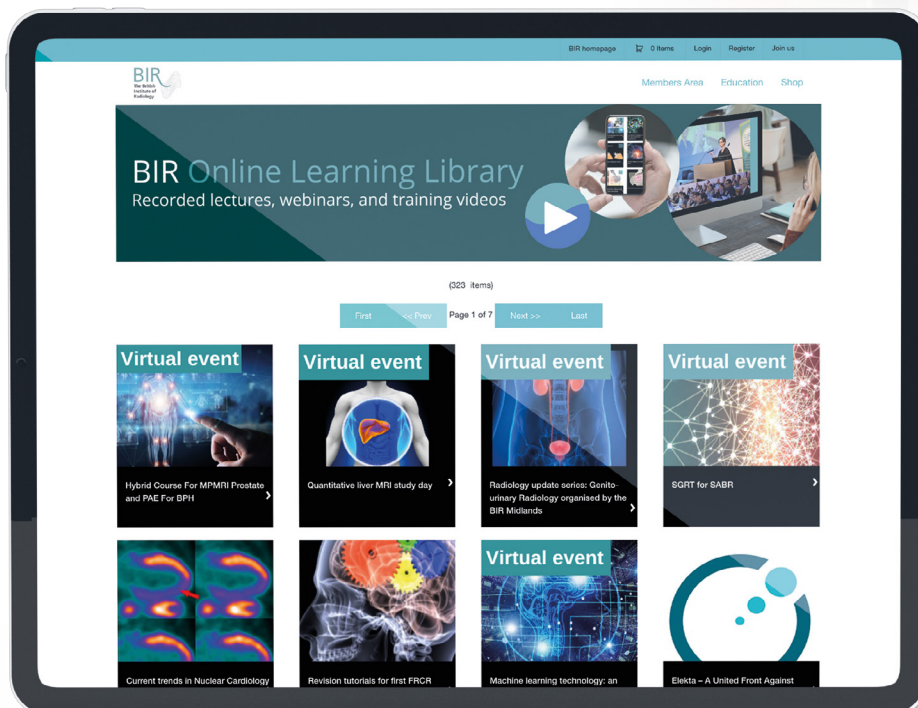 BIR homepage 0 Items Login Register Join us
BIR
The British
Institute of
Radiology
Members Area Education Shop
BIR Online Learning Library
Recorded lectures, webinars, and training videos
(323 items)
First << Prev Page 1 of 7 Next >> Last
Virtual event
Virtual event
Virtual event
Virtual event
Hybrid Course For MPMRI Prostate
and PAE For BPH
Quantitative liver MRI study day
Radiology update series: Genito-
urinary Radiology organised by the
BIR Midlands
SGRT for SABR
Virtual event
Current trends in Nuclear Cardiology
Revision tutorials for first FRCR
Machine learning technology: an
Elekta – A United Front Against